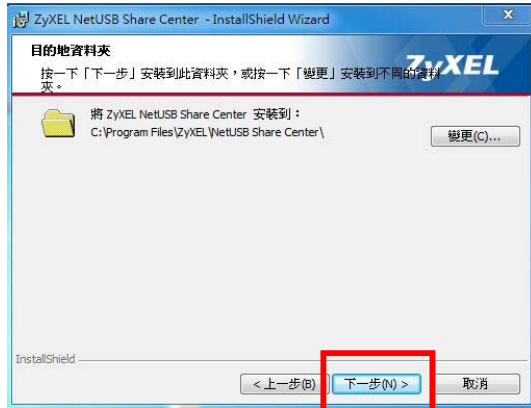 ZyXEL NetUSB Share Center - InstallShield Wizard
目的地資料夾
ZyXEL
按一下「下一步」安裝到此資料夾，或按一下「變更」安裝到不同的資料
夾。
將 ZyXEL NetUSB Share Center 安裝到：
C:\Program Files\ZyXEL\NetUSB Share Center\
變更(C)...
InstallShield
< 上一步(B)
下一步(N) >
取消